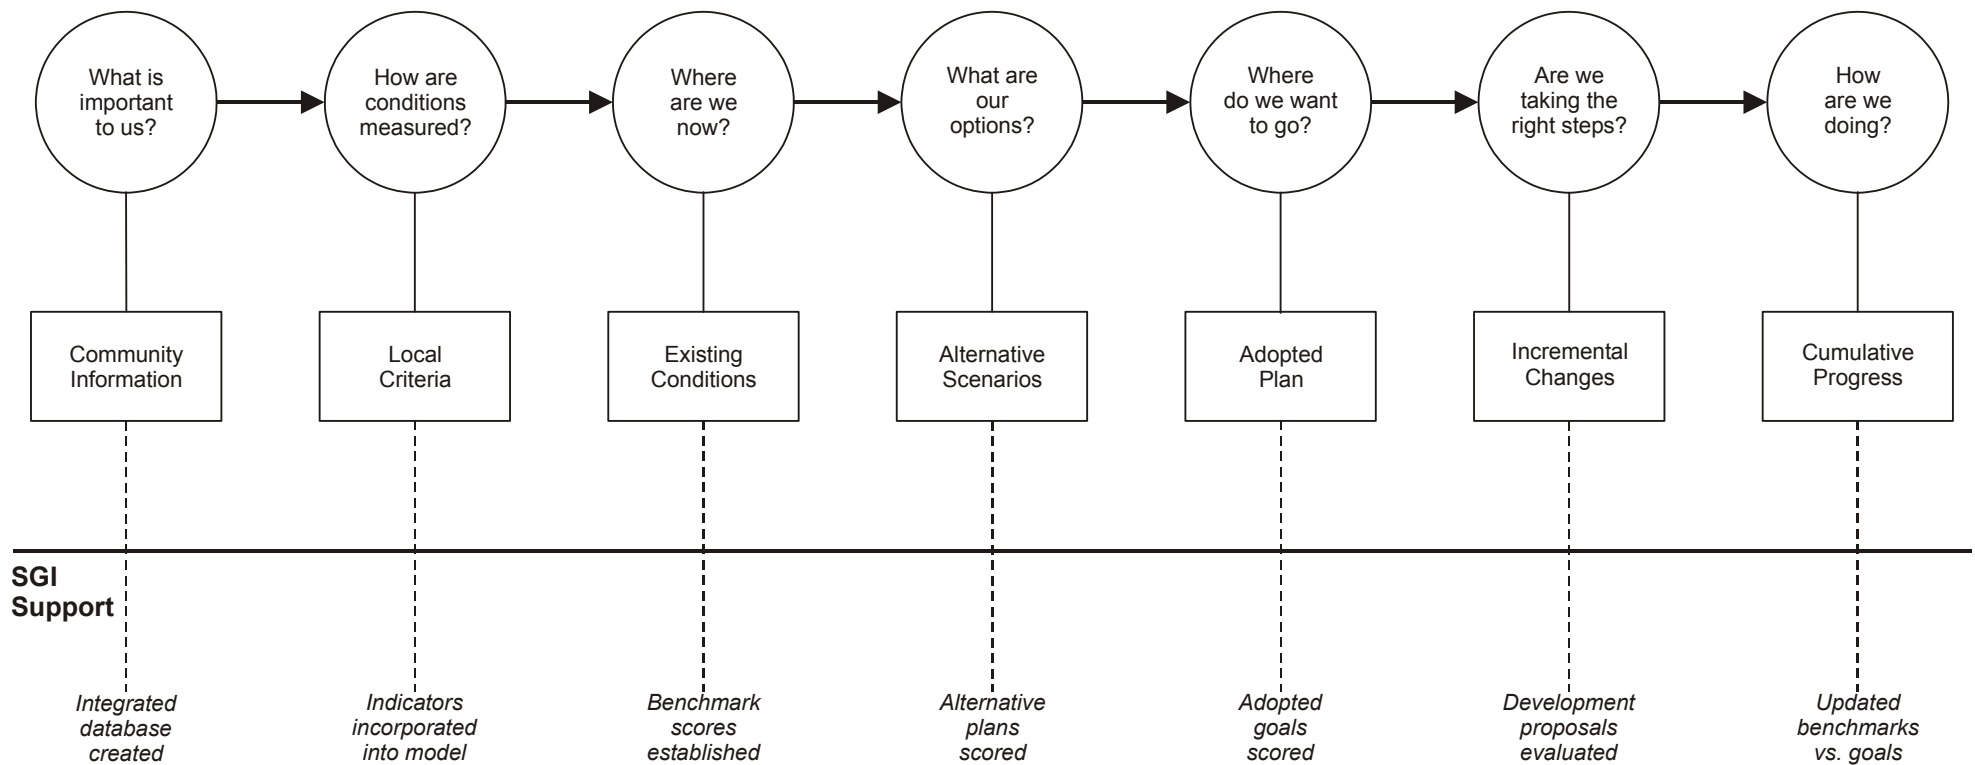 What is
important
to us?
How are
conditions
measured?
Where
are we
now?
What are
our
options?
Where
do we want
to go?
Are we
taking the
right steps?
How
are we
doing?
Community
Information
Local
Criteria
Existing
Conditions
Alternative
Scenarios
Adopted
Plan
Incremental
Changes
Cumulative
Progress
SGI
Support
Integrated
database
created
Indicators
incorporated
into model
Benchmark
scores
established
Alternative
plans
scored
Adopted
goals
scored
Development
proposals
evaluated
Updated
benchmarks
vs. goals